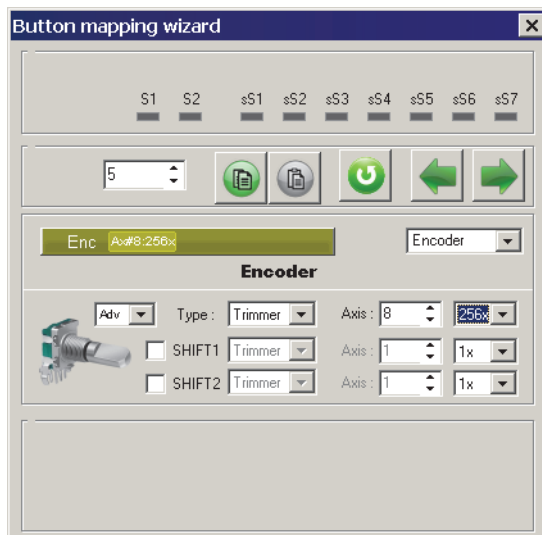 Button mapping wizard
S1 S2 sS1 sS2 sS3 sS4 sS5 sS6 sS7
5
Enc Ax#8:256x Encoder
Encoder
Adv Type : Trimmer Axis : 8 256x
SHIFT1 Trimmer Axis : 1 1x
SHIFT2 Trimmer Axis : 1 1x